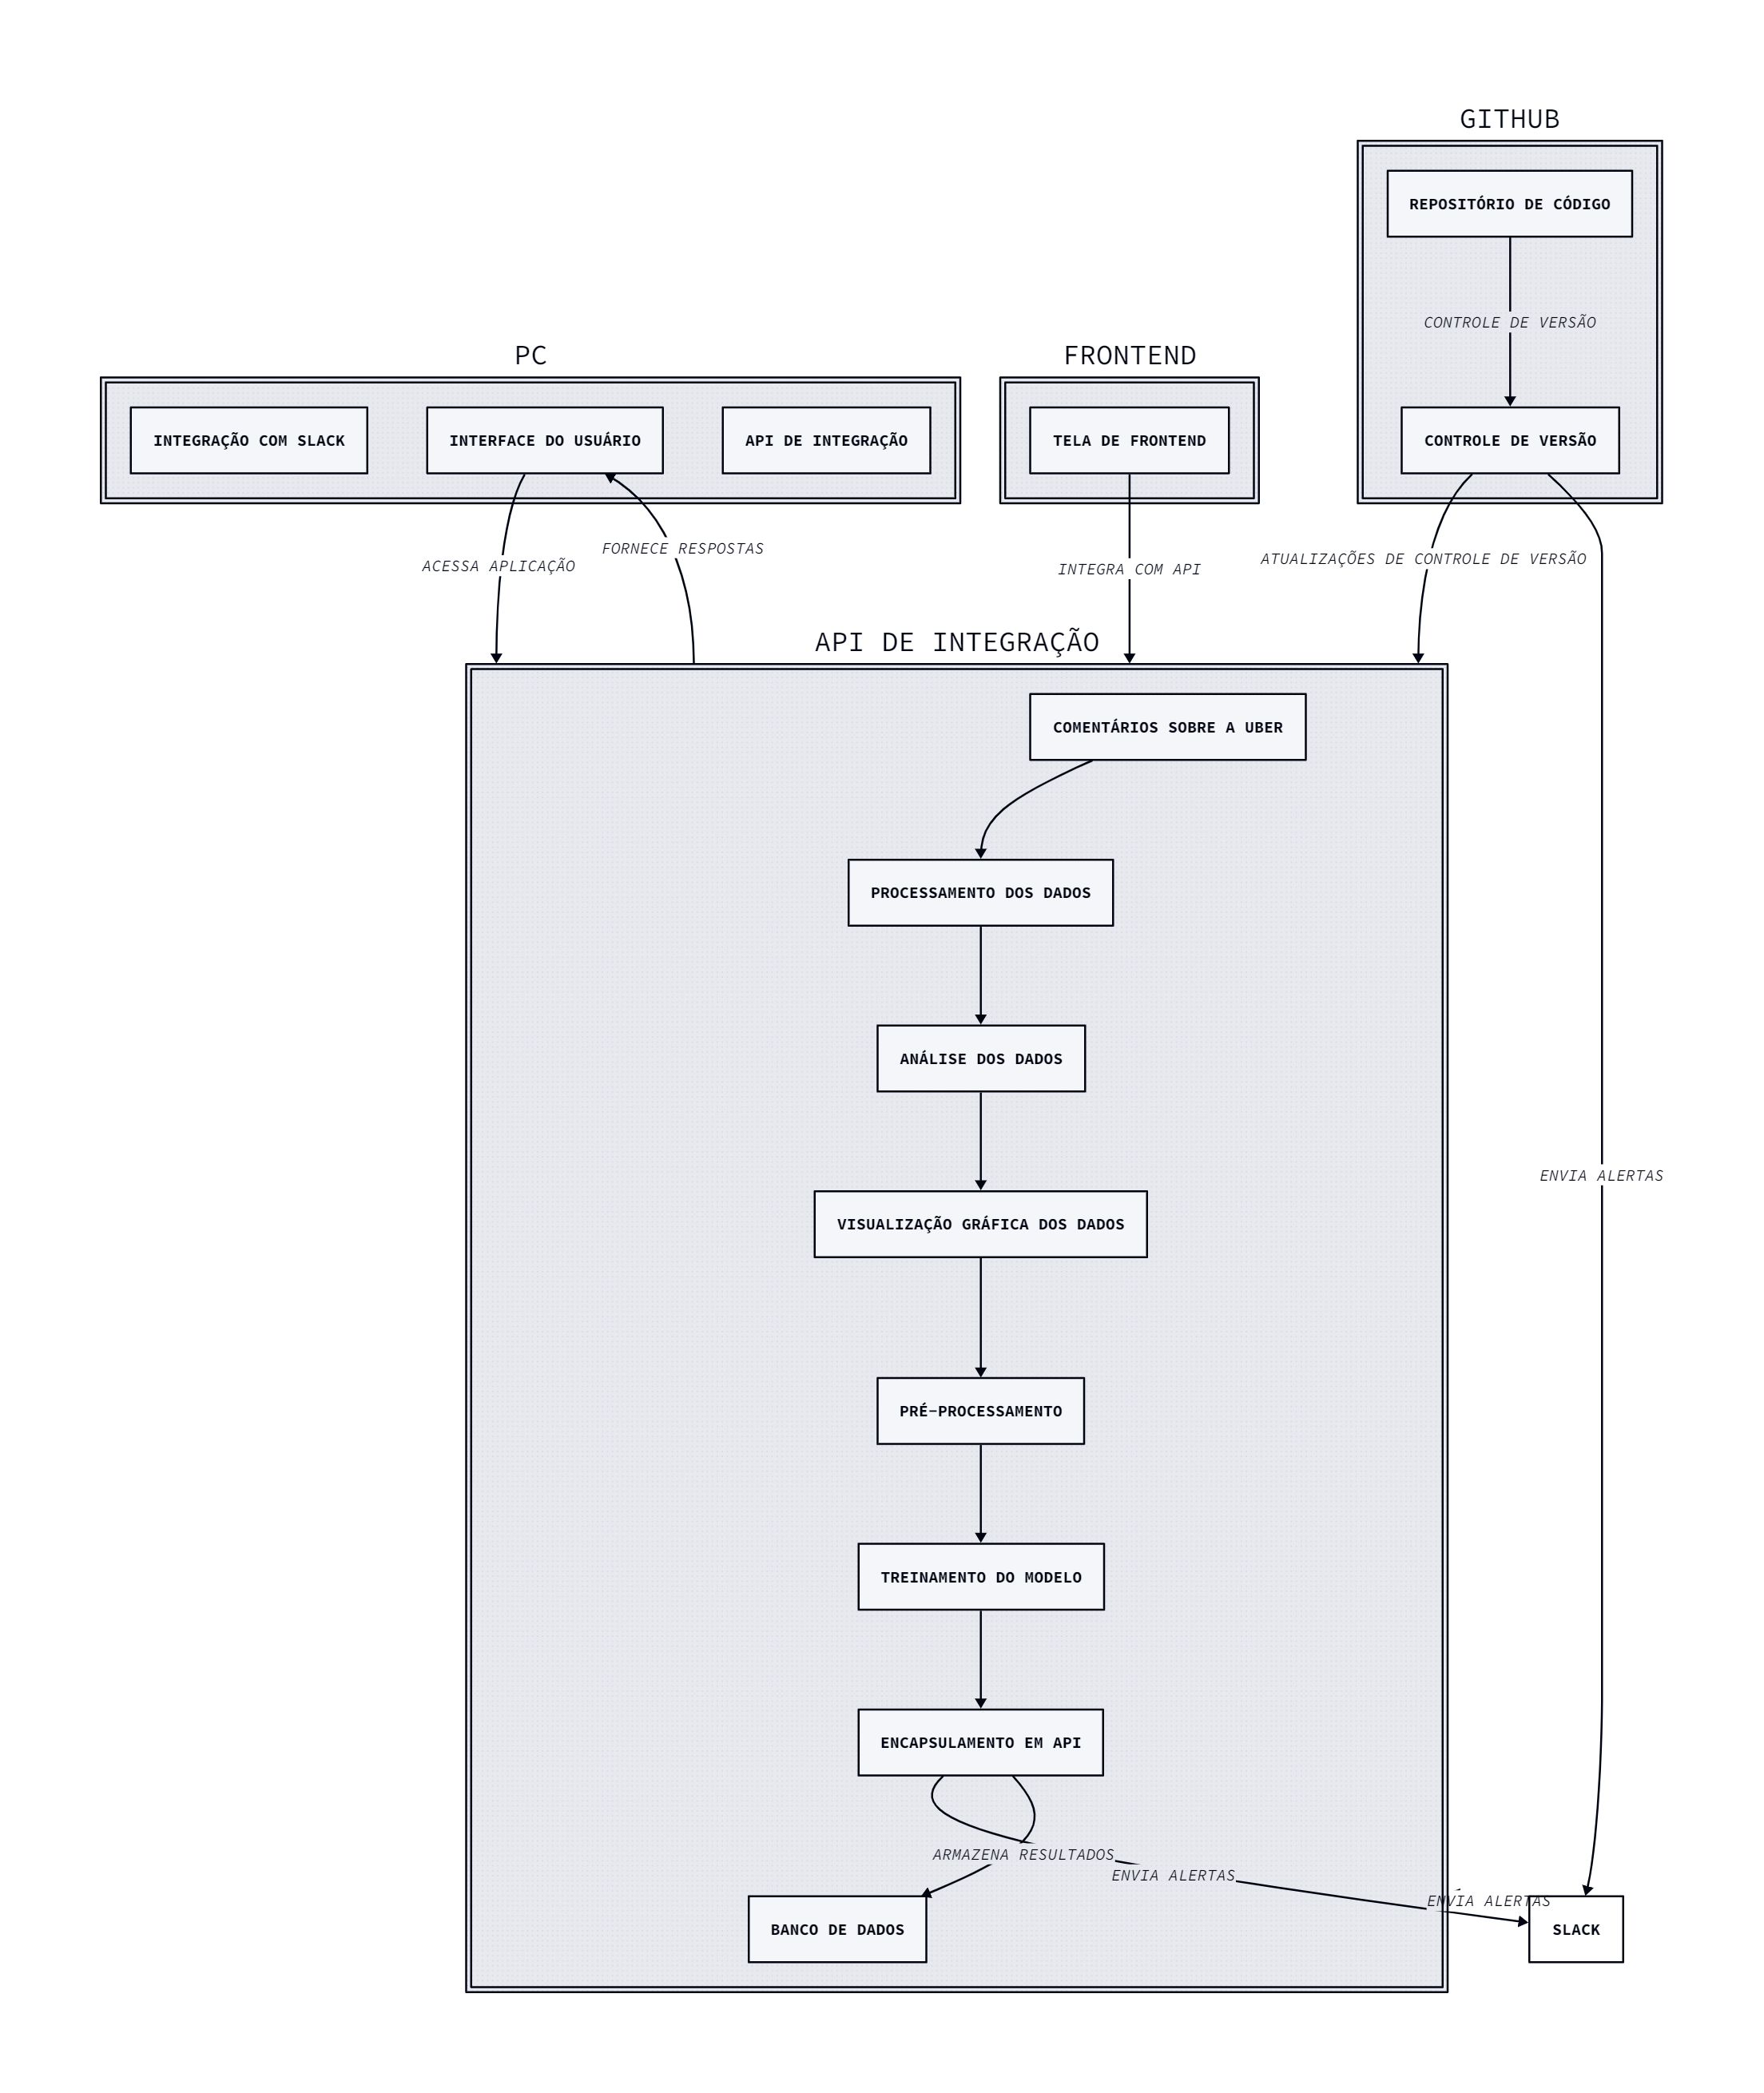 GITHUB
REPOSITÓRIO DE CÓDIGO
CONTROLE DE VERSÃO
PC
FRONTEND
INTEGRAÇÃO COM SLACK
INTERFACE DO USUÁRIO
API DE INTEGRAÇÃO
TELA DE FRONTEND
CONTROLE DE VERSÃO
ACESSA APLICAÇÃO
FORNECE RESPOSTAS
INTEGRA COM API
ATUALIZAÇÕES DE CONTROLE DE VERSÃO
API DE INTEGRAÇÃO
COMENTÁRIOS SOBRE A UBER
PROCESSAMENTO DOS DADOS
ANÁLISE DOS DADOS
ENVIA ALERTAS
VISUALIZAÇÃO GRÁFICA DOS DADOS
PRÉ-PROCESSAMENTO
TREINAMENTO DO MODELO
ENCAPSULAMENTO EM API
ARMAZENA RESULTADOS
ENVIA ALERTAS
ENVIA ALERTAS
BANCO DE DADOS
SLACK